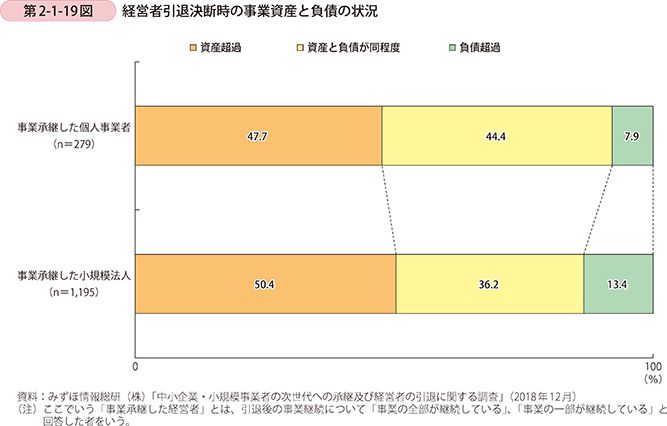 第2-1-19図 経営者引退決断時の事業資産と負債の状況
資産超過 資産と負債が同程度 負債超過
事業承継した個人事業者
（n＝279）
47.7 44.4 7.9
事業承継した小規模法人
（n＝1,195）
50.4 36.2 13.4
0 100
（%）
資料：みずほ情報総研（株）「中小企業・小規模事業者の次世代への承継及び経営者の引退に関する調査」（2018年12月）
（注）ここでいう「事業承継した経営者」とは、引退後の事業継続について「事業の全部が継続している」、「事業の一部が継続している」と
回答した者をいう。